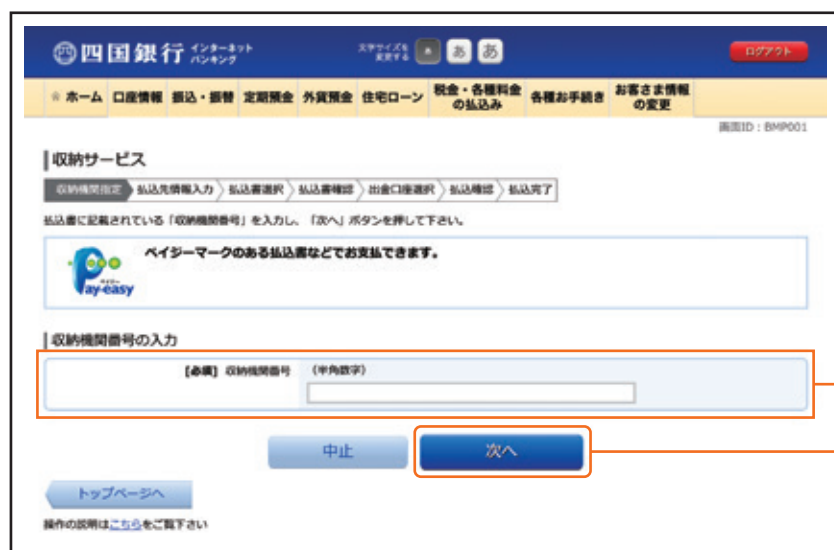 四国銀行 インターネットバンキング 文字サイズを変更する あ あ ログアウト
ホーム 口座情報 振込・振替 定期預金 外貨預金 住宅ローン 税金・各種料金の払込み 各種お手続き お客さま情報の変更
画面ID：BMP001
収納サービス
収納機関指定 払込先情報入力 払込書選択 払込書確認 出金口座選択 払込確認 払込完了
払込書に記載されている「収納機関番号」を入力し、「次へ」ボタンを押して下さい。
ペイジーマークのある払込書などでお支払できます。
ペイジー
Pay-easy
収納機関番号の入力
[必須] 収納機関番号 （半角数字）
中止 次へ
トップページへ
操作の説明はこちらをご覧下さい